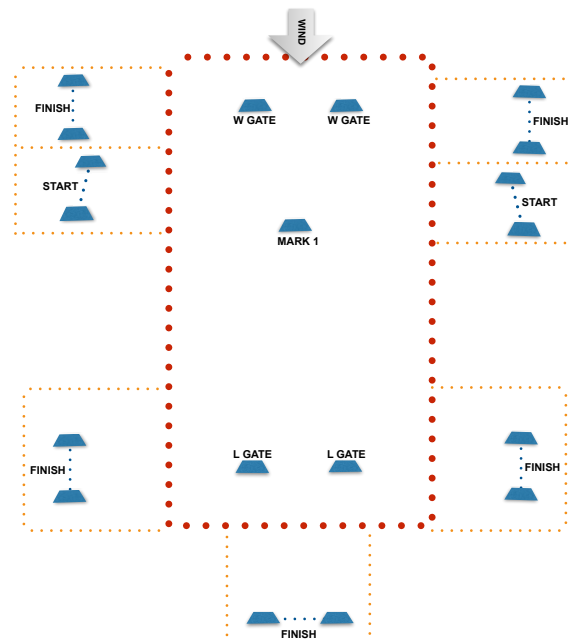 WIND
FINISH
W GATE
W GATE
FINISH
START
START
MARK 1
L GATE
L GATE
FINISH
FINISH
FINISH